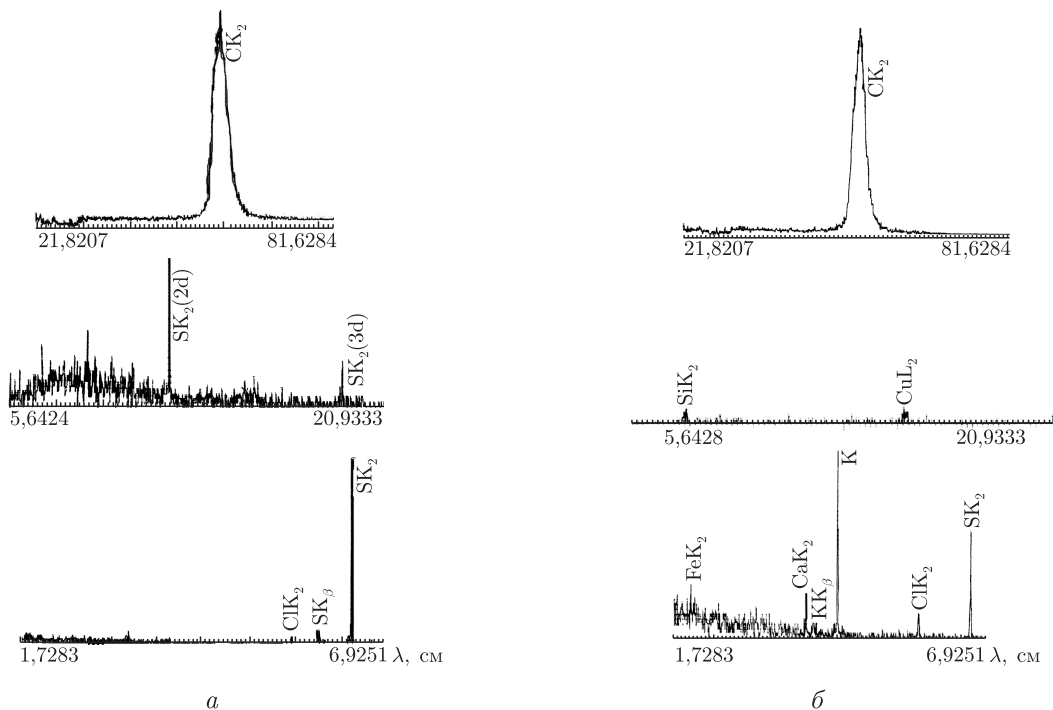 CK₂
21,8207 81,6284
SK₂(2d)
SK₂(3d)
5,6424 20,9333
ClK₂
SKᵦ
SK₂
1,7283 6,9251 λ, см
а
CK₂
21,8207 81,6284
SiK₂
CuL₂
5,6428 20,9333
FeK₂
CaK₂
KKᵦ
K
ClK₂
SK₂
1,7283 6,9251 λ, см
б